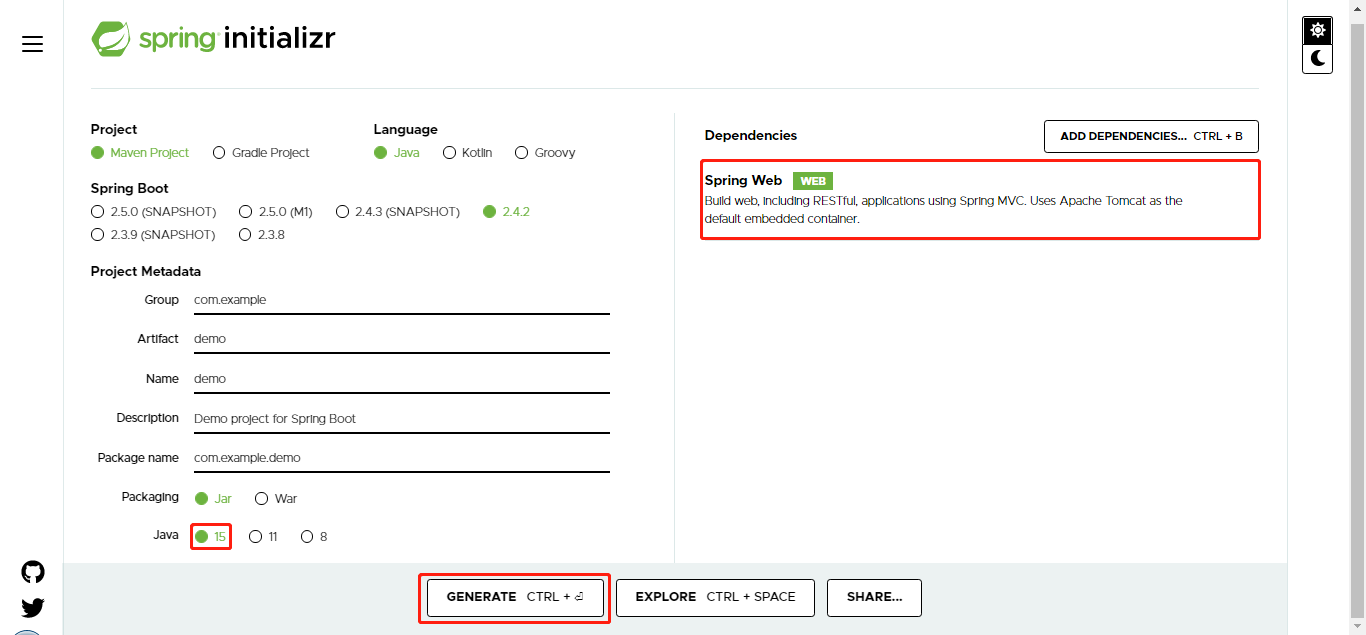 spring initializr
Project
Maven Project Gradle Project
Language
Java Kotlin Groovy
Spring Boot
2.5.0 (SNAPSHOT) 2.5.0 (M1) 2.4.3 (SNAPSHOT) 2.4.2
2.3.9 (SNAPSHOT) 2.3.8
Project Metadata
Group com.example
Artifact demo
Name demo
Description Demo project for Spring Boot
Package name com.example.demo
Packaging Jar War
Java 15 11 8
Dependencies
ADD DEPENDENCIES... CTRL + B
Spring Web WEB
Build web, including RESTful, applications using Spring MVC. Uses Apache Tomcat as the
default embedded container.
GENERATE CTRL + ⏎ EXPLORE CTRL + SPACE SHARE...